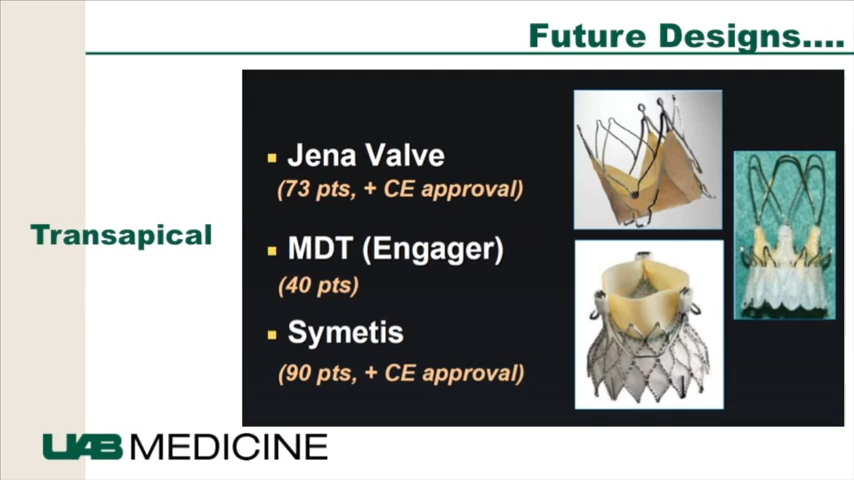 Future Designs....
Transapical
Jena Valve
(73 pts, + CE approval)
MDT (Engager)
(40 pts)
Symetis
(90 pts, + CE approval)
UAB MEDICINE